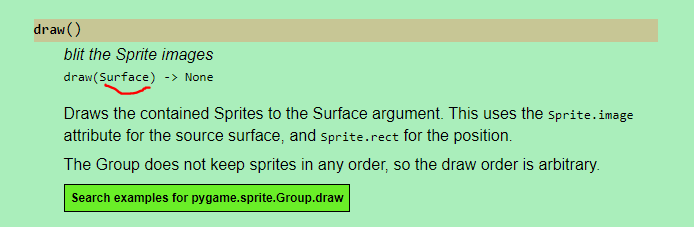 draw()
blit the Sprite images
draw(Surface) -> None
Draws the contained Sprites to the Surface argument. This uses the Sprite.image
attribute for the source surface, and Sprite.rect for the position.
The Group does not keep sprites in any order, so the draw order is arbitrary.
Search examples for pygame.sprite.Group.draw